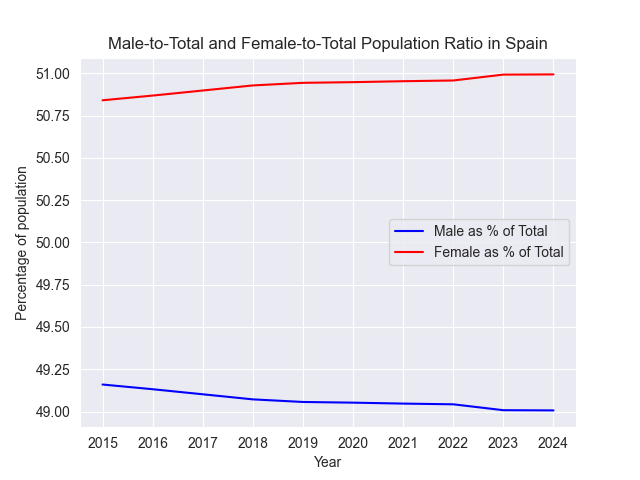 Male-to-Total and Female-to-Total Population Ratio in Spain
Percentage of population
51.00
50.75
50.50
50.25
50.00
49.75
49.50
49.25
49.00
Male as % of Total
Female as % of Total
2015 2016 2017 2018 2019 2020 2021 2022 2023 2024
Year